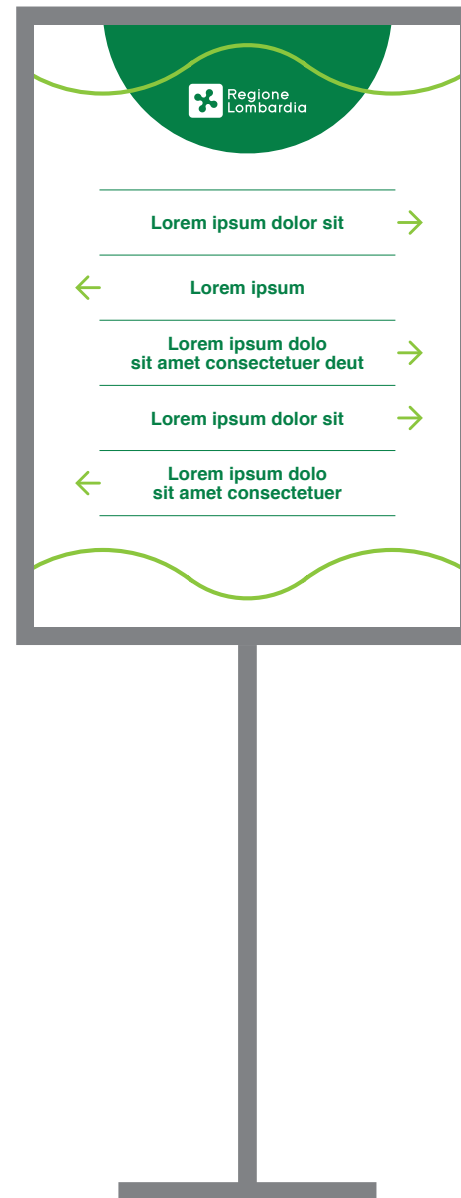 Regione
Lombardia
Lorem ipsum dolor sit
Lorem ipsum
Lorem ipsum dolo
sit amet consectetuer deut
Lorem ipsum dolor sit
Lorem ipsum dolo
sit amet consectetuer